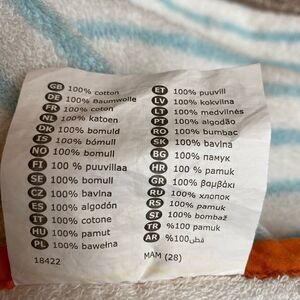 GB 100% cotton
DE 100% Baumwolle
FR 100% coton
NL 100% katoen
DK 100% bomuld
IS 100% bómull
NO 100% bomull
FI 100 % puuvillaa
SE 100% bomull
CZ 100% bavlna
ES 100% algodón
IT 100% cotone
HU 100% pamut
PL 100% bawełna
18422
ET 100% puuvill
LV 100% kokvilna
LT 100% medvilnės
PT 100% algodão
RO 100% bumbac
SK 100% bavlna
BG 100% памук
HR 100% pamuk
GR 100% βαμβάκι
RU 100% хлопок
RS 100% pamuk
SI 100% bombaž
TR %100 pamuk
AR %100 قطن
MAM (28)